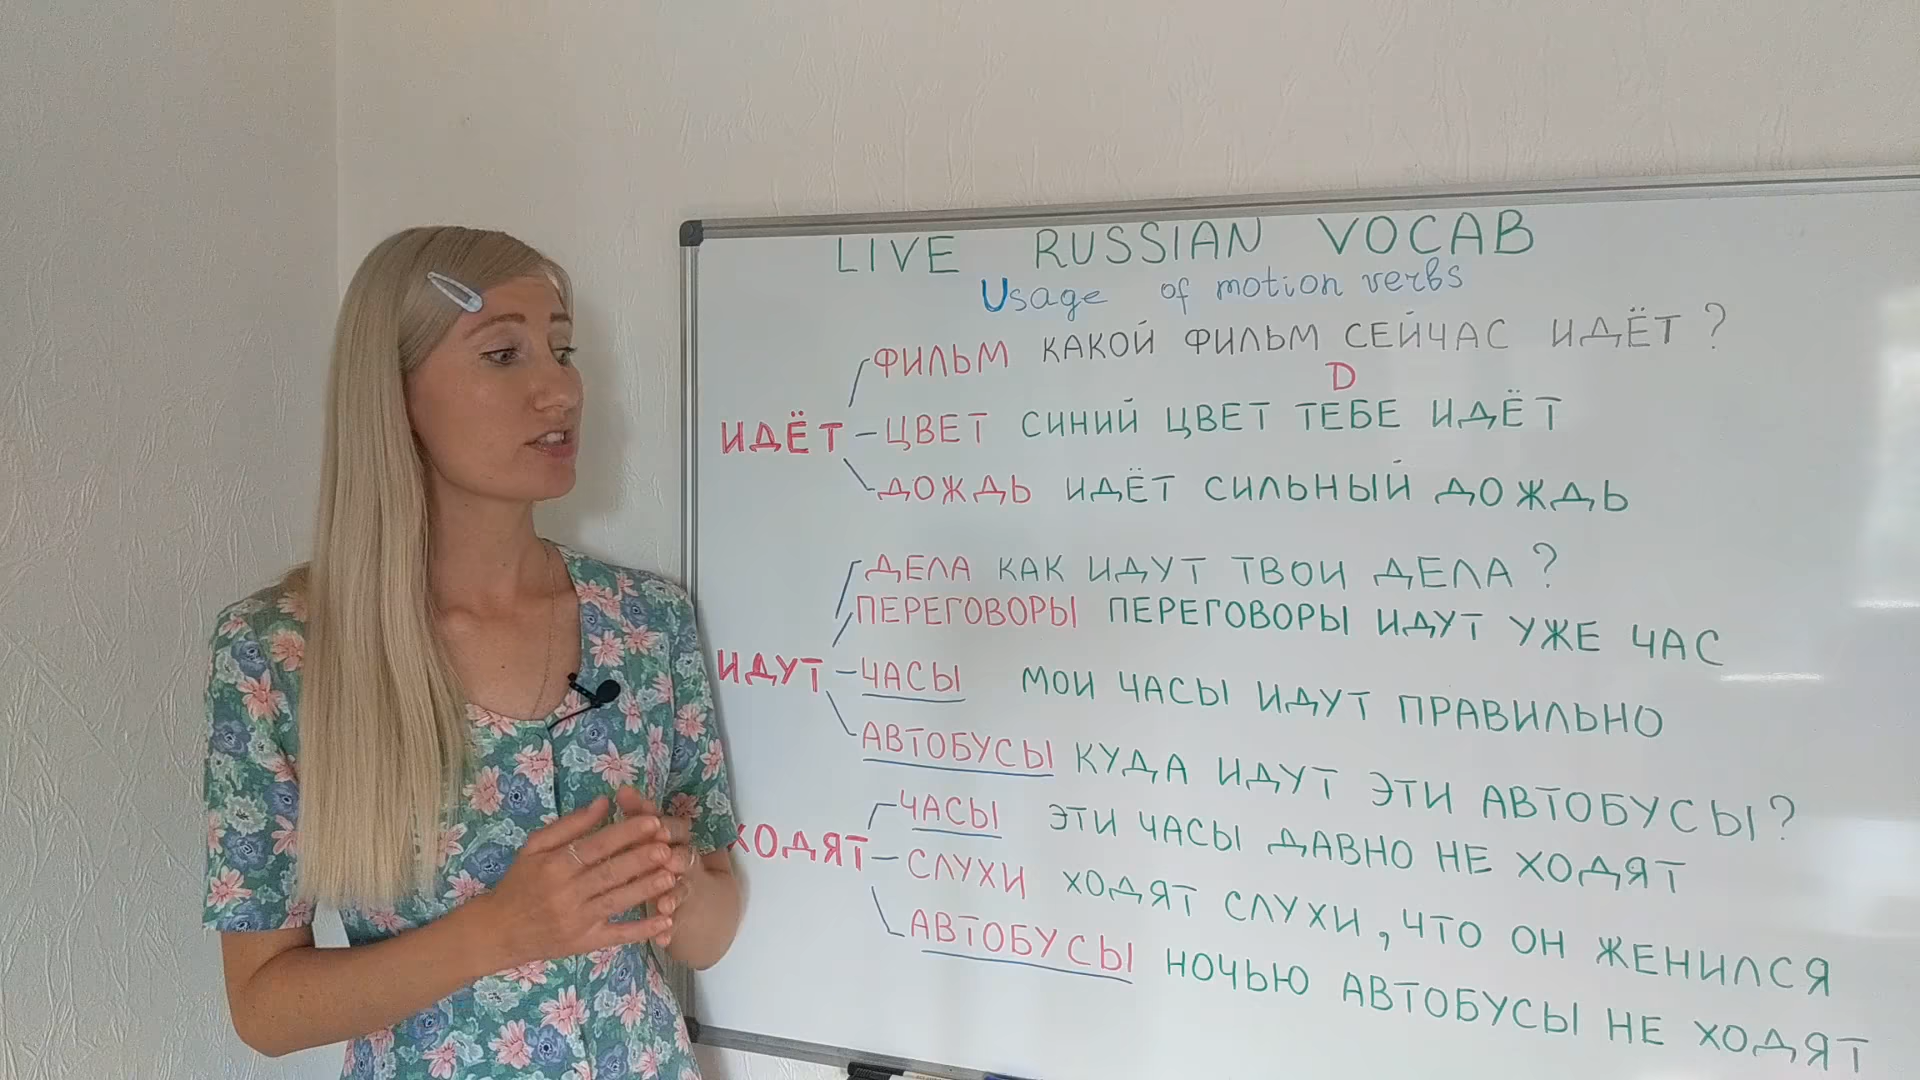 LIVE RUSSIAN VOCAB
Usage of motion verbs
ФИЛЬМ КАКОЙ ФИЛЬМ СЕЙЧАС ИДЁТ?
D
ИДЁТ ЦВЕТ СИНИЙ ЦВЕТ ТЕБЕ ИДЁТ
ДОЖДЬ ИДЁТ СИЛЬНЫЙ ДОЖДЬ
ДЕЛА КАК ИДУТ ТВОИ ДЕЛА?
ПЕРЕГОВОРЫ ПЕРЕГОВОРЫ ИДУТ УЖЕ ЧАС
ИДУТ ЧАСЫ МОИ ЧАСЫ ИДУТ ПРАВИЛЬНО
АВТОБУСЫ КУДА ИДУТ ЭТИ АВТОБУСЫ?
ЧАСЫ ЭТИ ЧАСЫ ДАВНО НЕ ХОДЯТ
ХОДЯТ СЛУХИ ХОДЯТ СЛУХИ, ЧТО ОН ЖЕНИЛСЯ
АВТОБУСЫ НОЧЬЮ АВТОБУСЫ НЕ ХОДЯТ